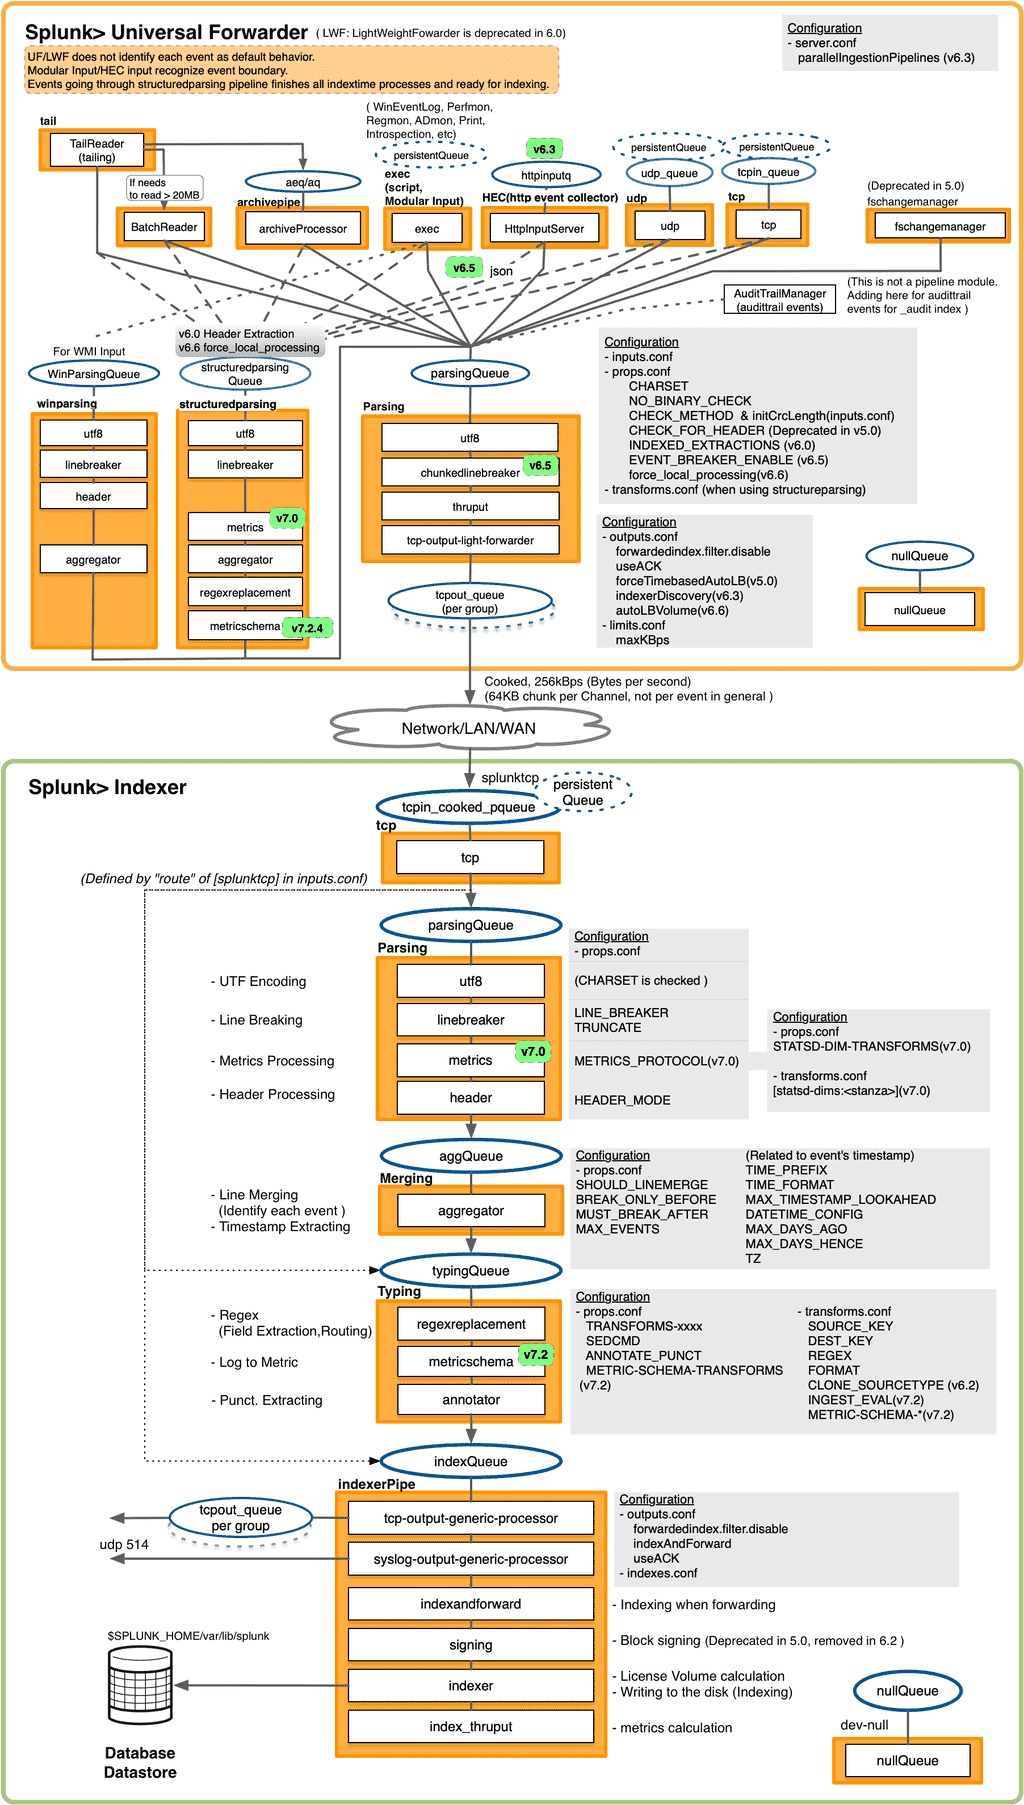 Splunk> Universal Forwarder ( LWF: LightWeightFowarder is deprecated in 6.0)
UF/LWF does not identify each event as default behavior.
Modular Input/HEC input recognize event boundary.
Events going through structuredparsing pipeline finishes all indextime processes and ready for indexing.
Configuration
- server.conf
parallelIngestionPipelines (v6.3)
( WinEventLog, Perfmon,
Regmon, ADmon, Print,
Introspection, etc)
tail
TailReader
(tailing)
If needs
to read > 20MB
BatchReader
aeq/aq
archivepipe
archiveProcessor
persistentQueue
exec
(script,
Modular Input)
exec
v6.3
httpinputq
HEC(http event collector)
HttpInputServer
persistentQueue
udp_queue
udp
udp
persistentQueue
tcpin_queue
tcp
tcp
(Deprecated in 5.0)
fschangemanager
fschangemanager
v6.5
json
AuditTrailManager
(audittrail events)
(This is not a pipeline module.
Adding here for audittrail
events for _audit index )
v6.0 Header Extraction
v6.6 force_local_processing
For WMI Input
WinParsingQueue
structuredparsing
Queue
parsingQueue
winparsing
utf8
linebreaker
header
aggregator
structuredparsing
utf8
linebreaker
metrics
v7.0
aggregator
regexreplacement
metricschema
v7.2.4
Parsing
utf8
chunkedlinebreaker
v6.5
thruput
tcp-output-light-forwarder
tcpout_queue
(per group)
Configuration
- inputs.conf
- props.conf
CHARSET
NO_BINARY_CHECK
CHECK_METHOD & initCrcLength(inputs.conf)
CHECK_FOR_HEADER (Deprecated in v5.0)
INDEXED_EXTRACTIONS (v6.0)
EVENT_BREAKER_ENABLE (v6.5)
force_local_processing(v6.6)
- transforms.conf (when using structureparsing)
Configuration
- outputs.conf
forwardedindex.filter.disable
useACK
forceTimebasedAutoLB(v5.0)
indexerDiscovery(v6.3)
autoLBVolume(v6.6)
- limits.conf
maxKBps
nullQueue
nullQueue
Cooked, 256kBps (Bytes per second)
(64KB chunk per Channel, not per event in general )
Network/LAN/WAN
Splunk> Indexer
splunktcp
persistent
Queue
tcpin_cooked_pqueue
tcp
tcp
(Defined by "route" of [splunktcp] in inputs.conf)
parsingQueue
Parsing
- UTF Encoding
utf8
- Line Breaking
linebreaker
- Metrics Processing
metrics
v7.0
- Header Processing
header
Configuration
- props.conf
(CHARSET is checked )
LINE_BREAKER
TRUNCATE
METRICS_PROTOCOL(v7.0)
HEADER_MODE
Configuration
- props.conf
STATSD-DIM-TRANSFORMS(v7.0)
- transforms.conf
[statsd-dims:<stanza>](v7.0)
aggQueue
Merging
- Line Merging
(Identify each event )
- Timestamp Extracting
aggregator
Configuration
- props.conf
SHOULD_LINEMERGE
BREAK_ONLY_BEFORE
MUST_BREAK_AFTER
MAX_EVENTS
(Related to event's timestamp)
TIME_PREFIX
TIME_FORMAT
MAX_TIMESTAMP_LOOKAHEAD
DATETIME_CONFIG
MAX_DAYS_AGO
MAX_DAYS_HENCE
TZ
typingQueue
Typing
- Regex
(Field Extraction,Routing)
regexreplacement
- Log to Metric
metricschema
v7.2
- Punct. Extracting
annotator
Configuration
- props.conf
TRANSFORMS-xxxx
SEDCMD
ANNOTATE_PUNCT
METRIC-SCHEMA-TRANSFORMS
(v7.2)
- transforms.conf
SOURCE_KEY
DEST_KEY
REGEX
FORMAT
CLONE_SOURCETYPE (v6.2)
INGEST_EVAL(v7.2)
METRIC-SCHEMA-*(v7.2)
indexQueue
indexerPipe
tcpout_queue
per group
tcp-output-generic-processor
udp 514
syslog-output-generic-processor
Configuration
- outputs.conf
forwardedindex.filter.disable
indexAndForward
useACK
- indexes.conf
indexandforward
- Indexing when forwarding
signing
- Block signing (Deprecated in 5.0, removed in 6.2 )
$SPLUNK_HOME/var/lib/splunk
indexer
- License Volume calculation
- Writing to the disk (Indexing)
index_thruput
- metrics calculation
Database
Datastore
nullQueue
dev-null
nullQueue